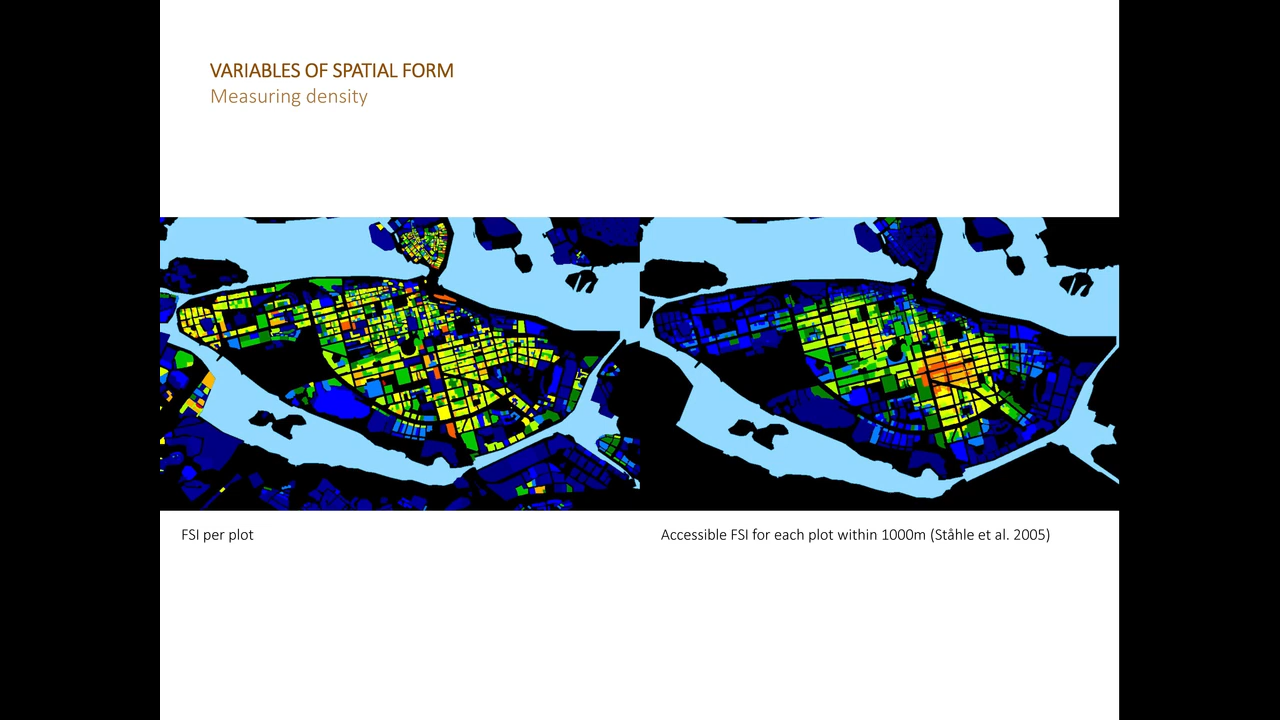 VARIABLES OF SPATIAL FORM
Measuring density
FSI per plot
Accessible FSI for each plot within 1000m (Ståhle et al. 2005)